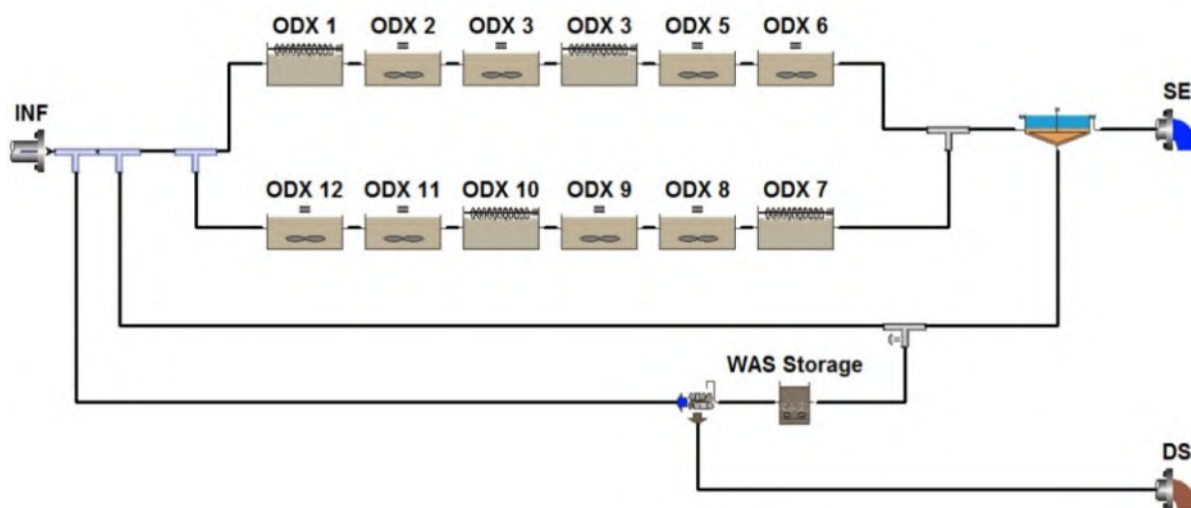 ODX 1 ODX 2 ODX 3 ODX 3 ODX 5 ODX 6
INF
SE
ODX 12 ODX 11 ODX 10 ODX 9 ODX 8 ODX 7
WAS Storage
DS